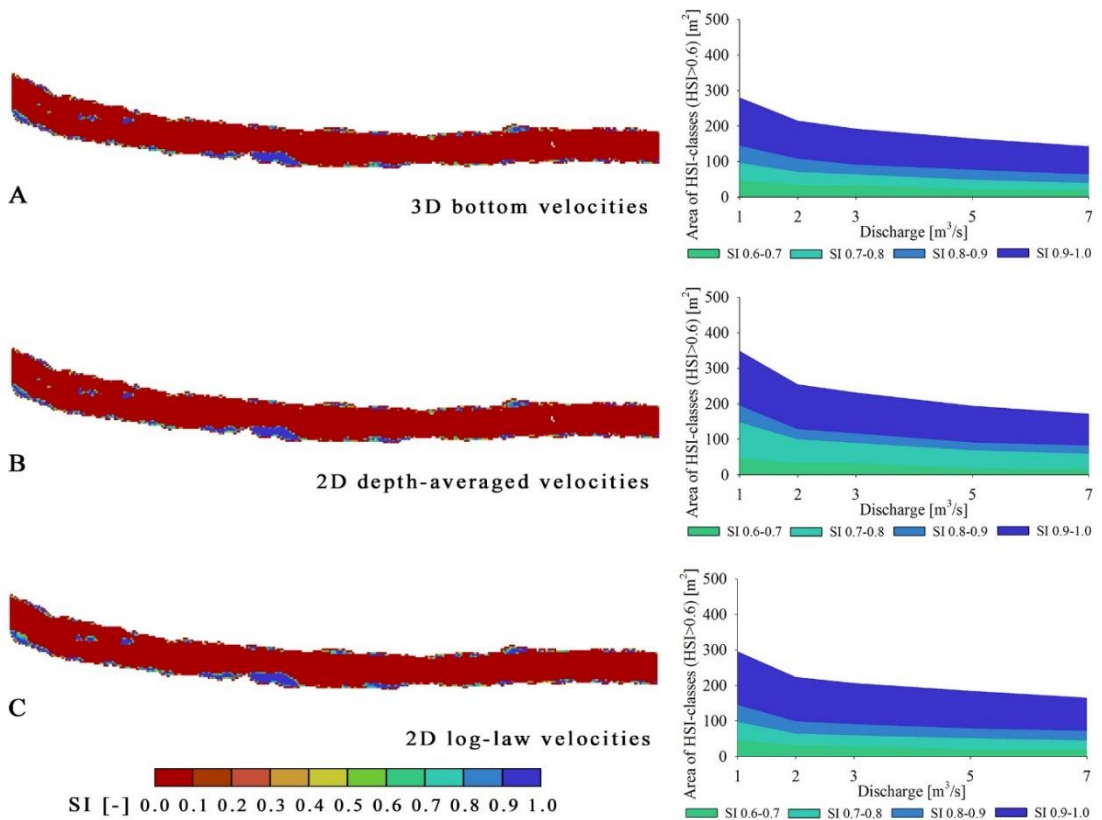 A
3D bottom velocities
Area of HSI-classes (HSI>0.6) [m²]
500
400
300
200
100
0
1 2 3 5 7
Discharge [m³/s]
SI 0.6-0.7 SI 0.7-0.8 SI 0.8-0.9 SI 0.9-1.0
B
2D depth-averaged velocities
Area of HSI-classes (HSI>0.6) [m²]
500
400
300
200
100
0
1 2 3 5 7
Discharge [m³/s]
SI 0.6-0.7 SI 0.7-0.8 SI 0.8-0.9 SI 0.9-1.0
C
2D log-law velocities
SI [-] 0.0 0.1 0.2 0.3 0.4 0.5 0.6 0.7 0.8 0.9 1.0
Area of HSI-classes (HSI>0.6) [m²]
500
400
300
200
100
0
1 2 3 5 7
Discharge [m³/s]
SI 0.6-0.7 SI 0.7-0.8 SI 0.8-0.9 SI 0.9-1.0